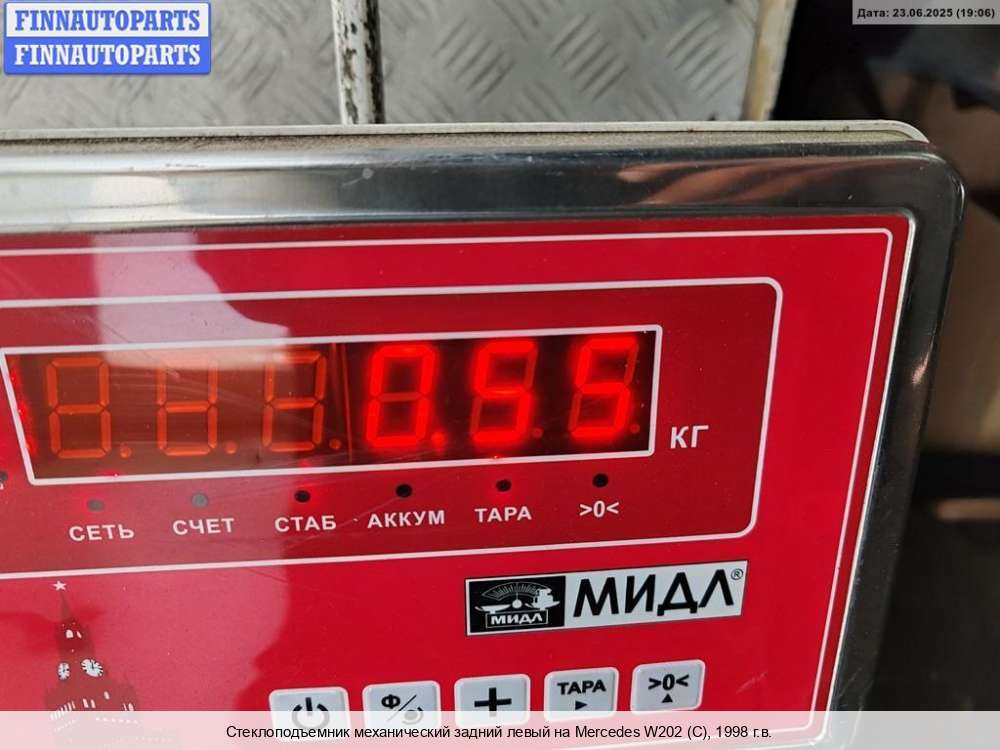 FINNAUTOPARTS
FINNAUTOPARTS
Дата: 23.06.2025 (19:06)
0.55
КГ
СЕТЬ СЧЕТ СТАБ АККУМ ТАРА >0<
МИДЛ МИДЛ®
Ф ТАРА >0<
Стеклоподъемник механический задний левый на Mercedes W202 (C), 1998 г.в.